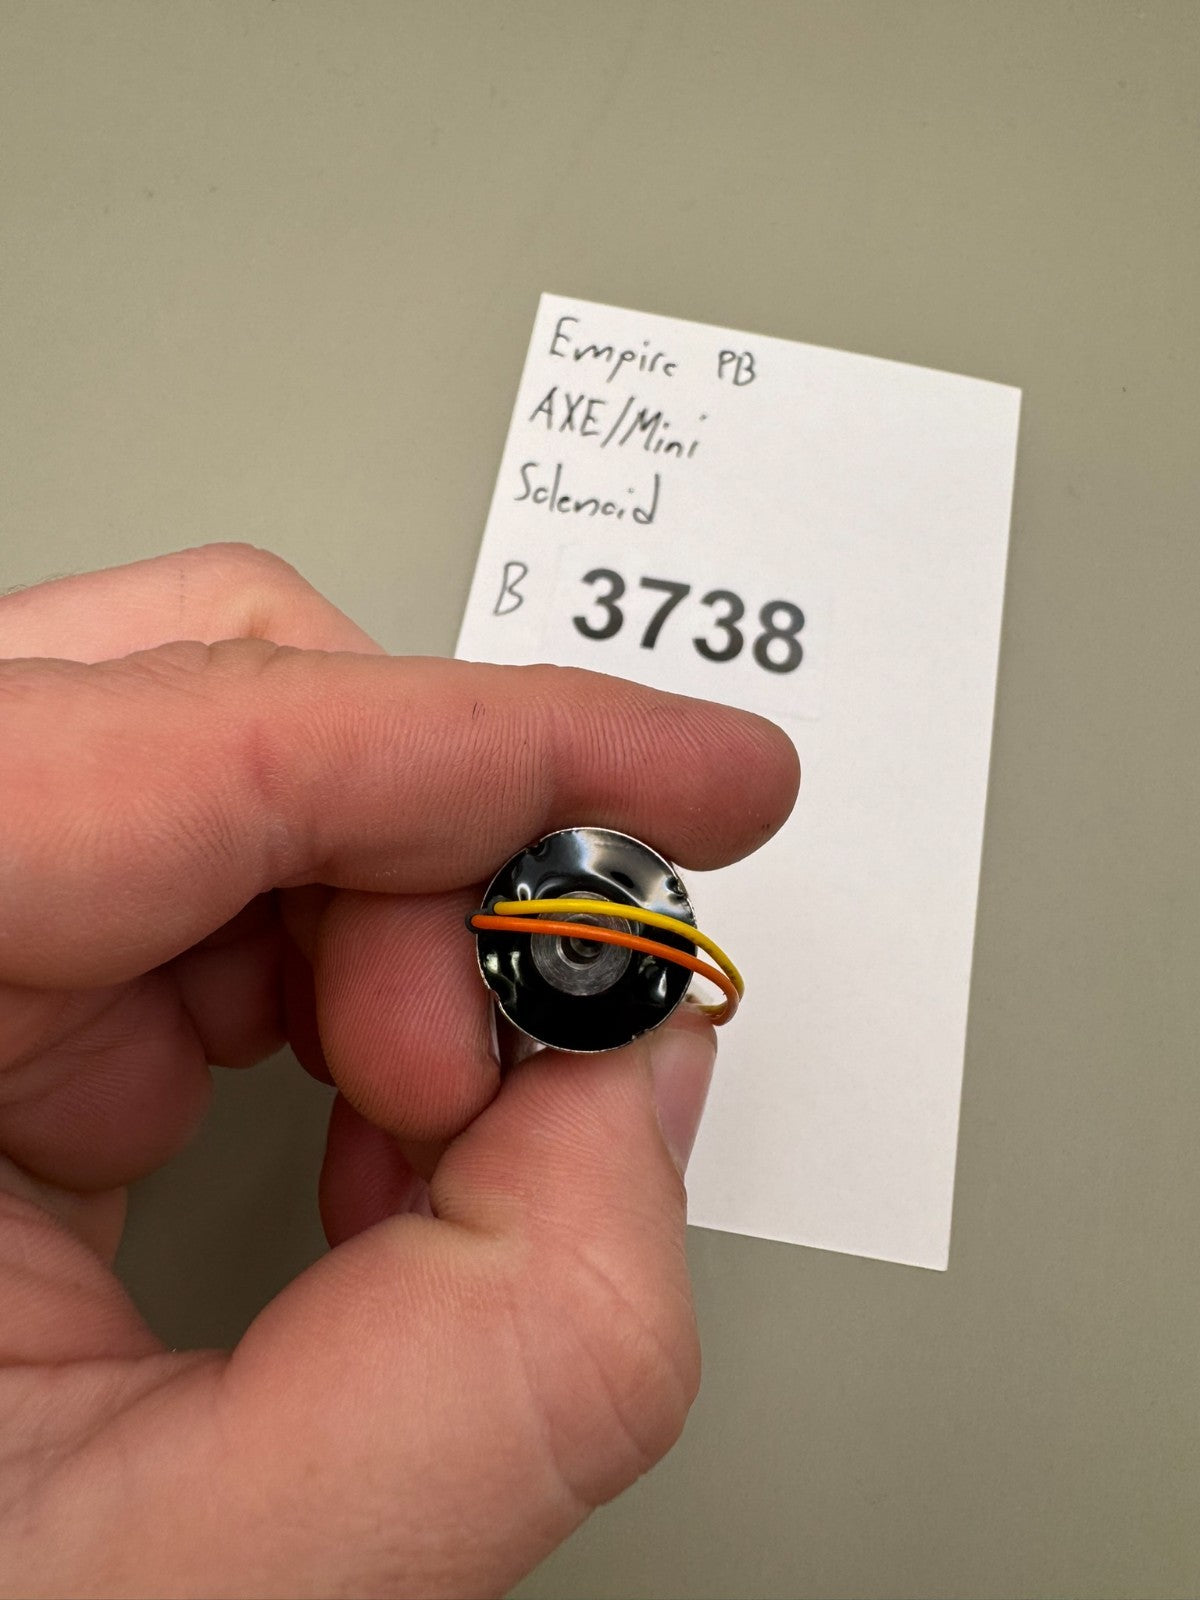 Empire PB
AXE/Mini
Solenoid
B 3738